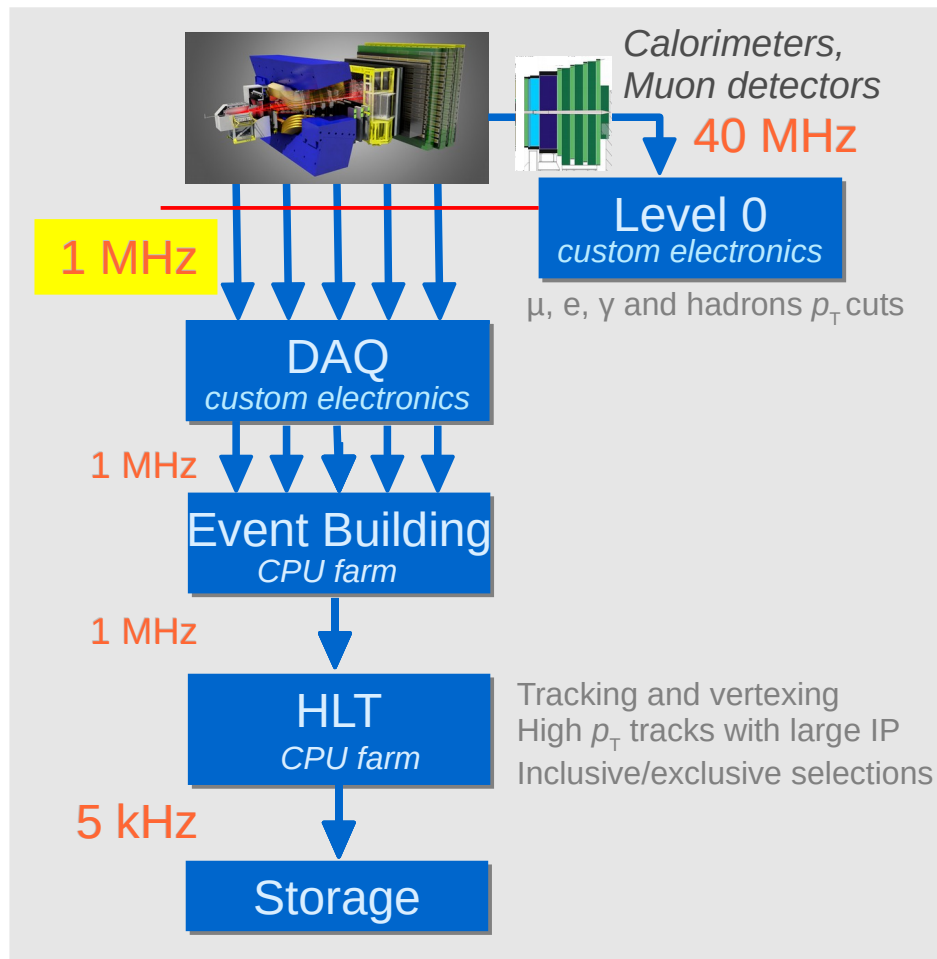 Calorimeters,
Muon detectors
40 MHz
Level 0
custom electronics
1 MHz
μ, e, γ and hadrons pT cuts
DAQ
custom electronics
1 MHz
Event Building
CPU farm
1 MHz
HLT
CPU farm
Tracking and vertexing
High pT tracks with large IP
Inclusive/exclusive selections
5 kHz
Storage